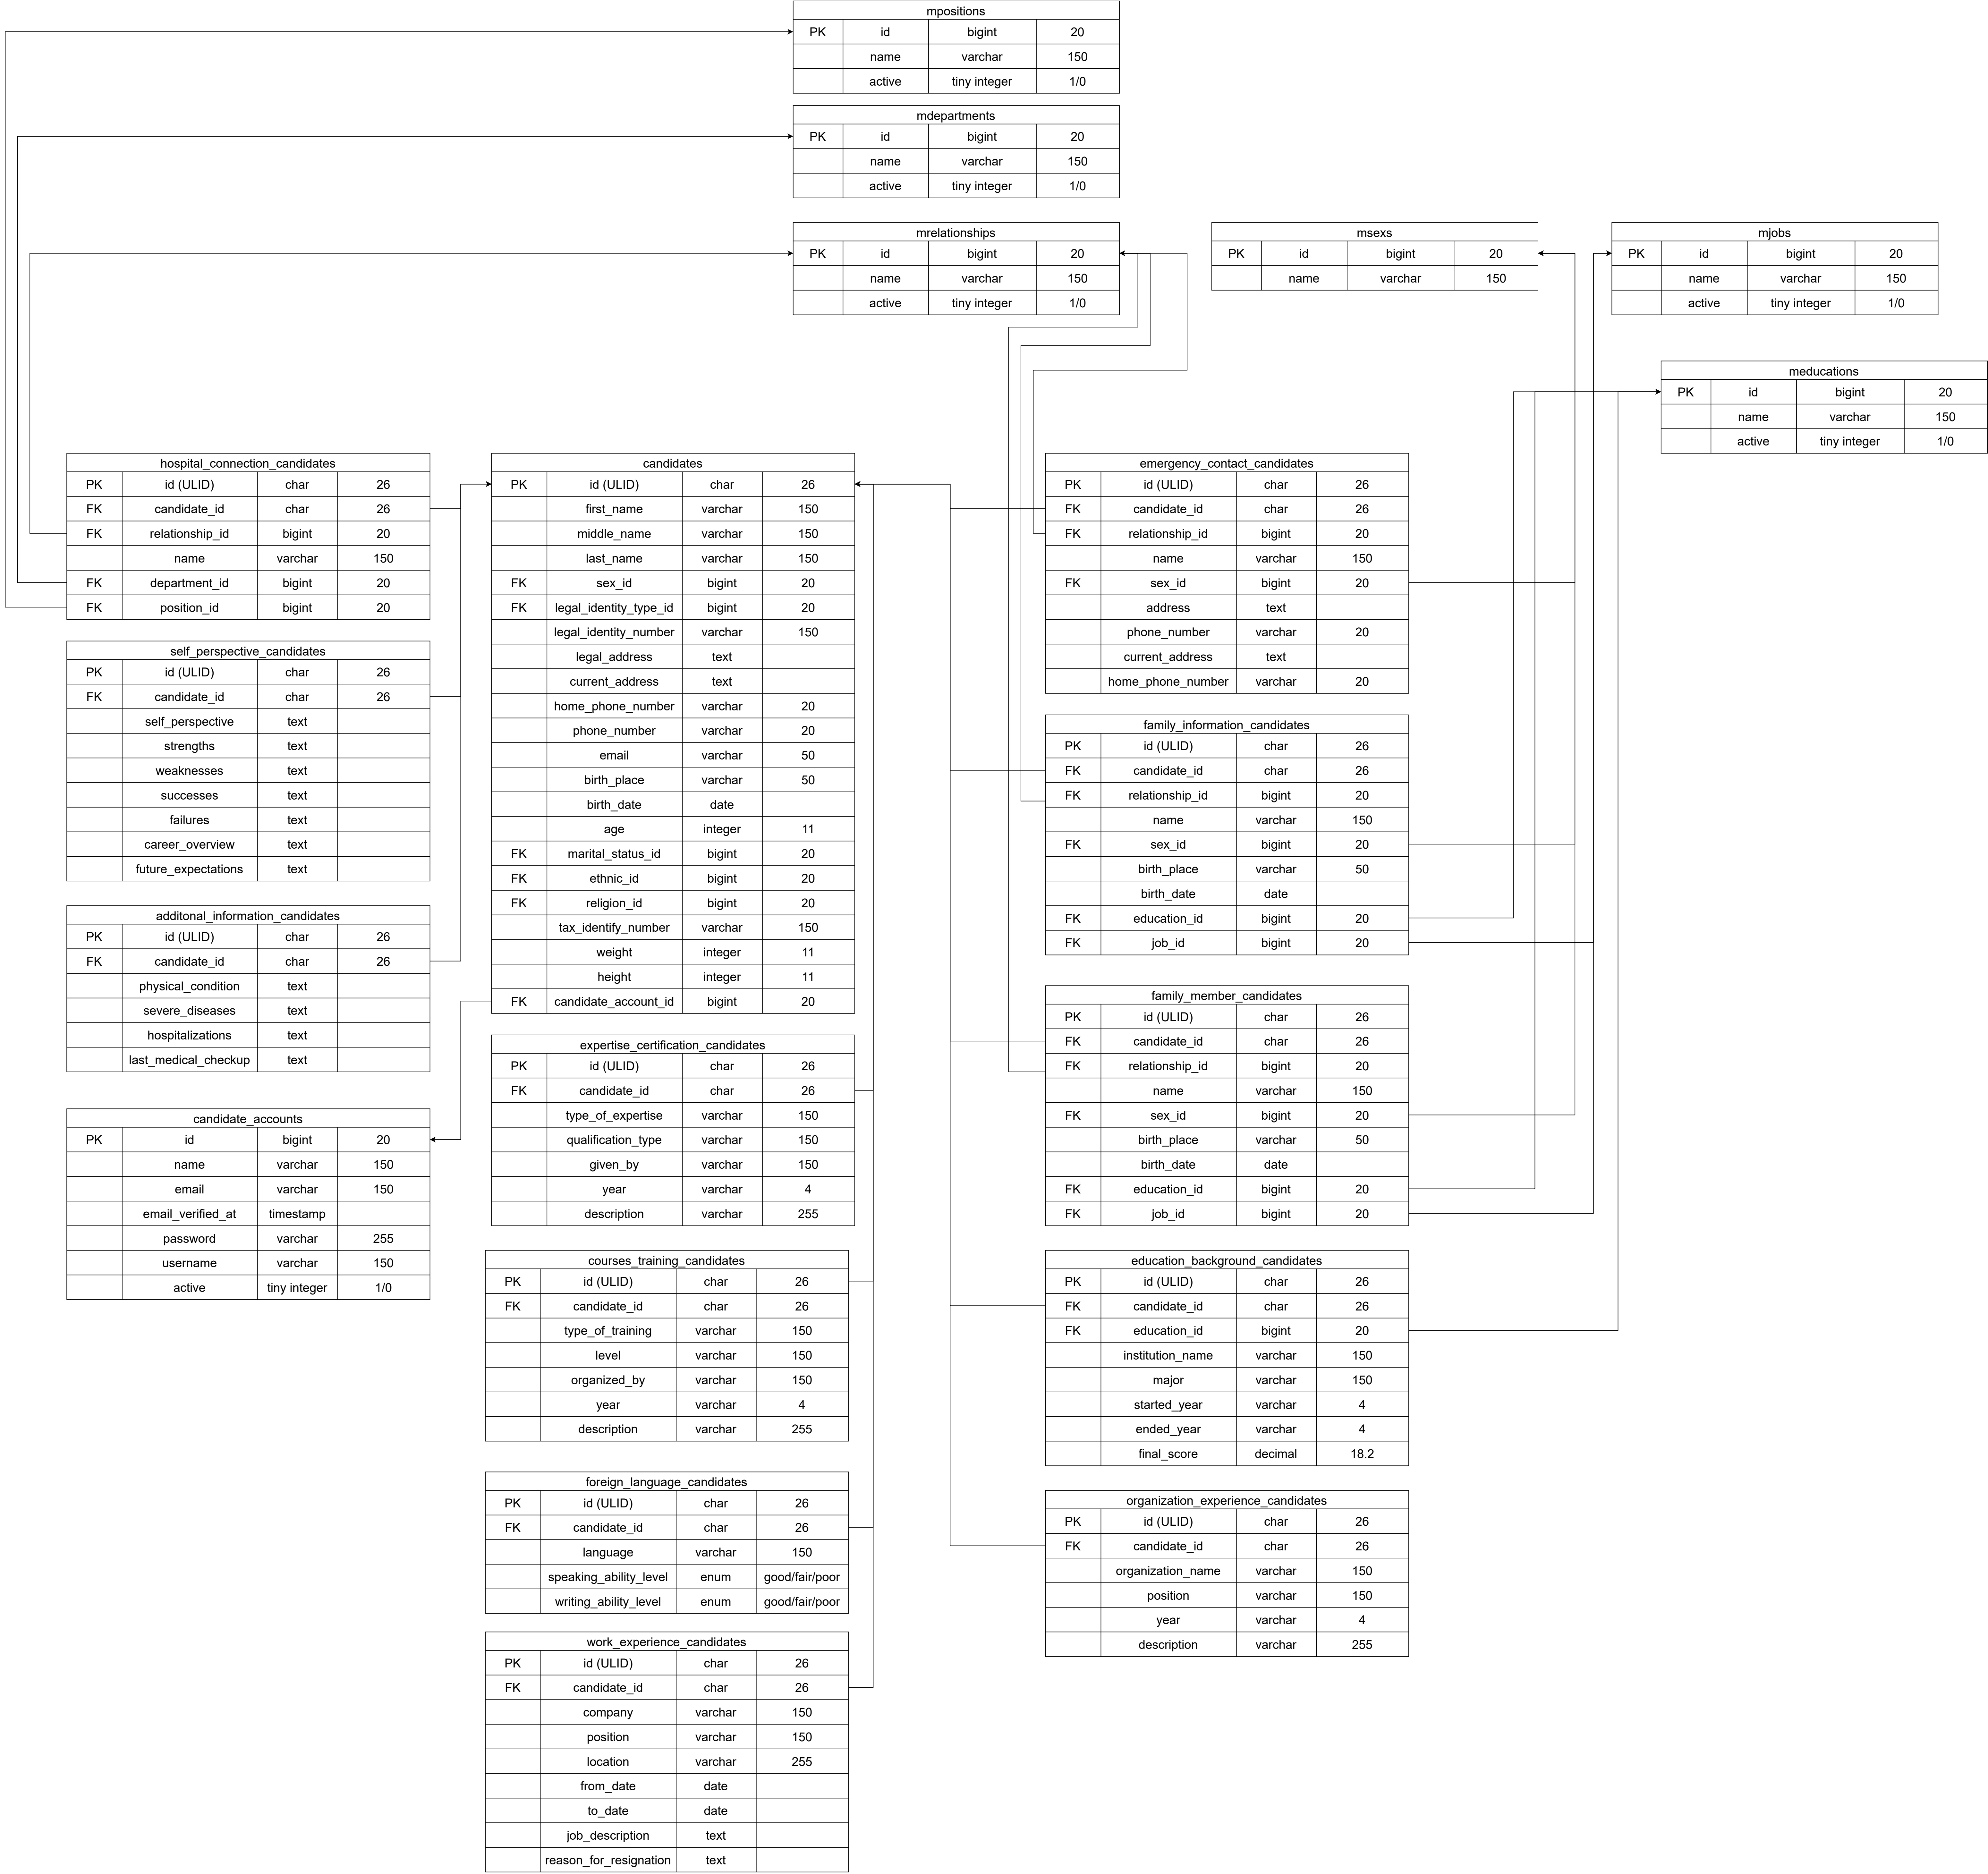 mpositions
PK id bigint 20
name varchar 150
active tiny integer 1/0
mdepartments
PK id bigint 20
name varchar 150
active tiny integer 1/0
mrelationships
PK id bigint 20
name varchar 150
active tiny integer 1/0
msexs
PK id bigint 20
name varchar 150
mjobs
PK id bigint 20
name varchar 150
active tiny integer 1/0
meducations
PK id bigint 20
name varchar 150
active tiny integer 1/0
hospital_connection_candidates
PK id (ULID) char 26
FK candidate_id char 26
FK relationship_id bigint 20
name varchar 150
FK department_id bigint 20
FK position_id bigint 20
self_perspective_candidates
PK id (ULID) char 26
FK candidate_id char 26
self_perspective text
strengths text
weaknesses text
successes text
failures text
career_overview text
future_expectations text
additonal_information_candidates
PK id (ULID) char 26
FK candidate_id char 26
physical_condition text
severe_diseases text
hospitalizations text
last_medical_checkup text
candidate_accounts
PK id bigint 20
name varchar 150
email varchar 150
email_verified_at timestamp
password varchar 255
username varchar 150
active tiny integer 1/0
candidates
PK id (ULID) char 26
first_name varchar 150
middle_name varchar 150
last_name varchar 150
FK sex_id bigint 20
FK legal_identity_type_id bigint 20
legal_identity_number varchar 150
legal_address text
current_address text
home_phone_number varchar 20
phone_number varchar 20
email varchar 50
birth_place varchar 50
birth_date date
age integer 11
FK marital_status_id bigint 20
FK ethnic_id bigint 20
FK religion_id bigint 20
tax_identify_number varchar 150
weight integer 11
height integer 11
FK candidate_account_id bigint 20
expertise_certification_candidates
PK id (ULID) char 26
FK candidate_id char 26
type_of_expertise varchar 150
qualification_type varchar 150
given_by varchar 150
year varchar 4
description varchar 255
courses_training_candidates
PK id (ULID) char 26
FK candidate_id char 26
type_of_training varchar 150
level varchar 150
organized_by varchar 150
year varchar 4
description varchar 255
foreign_language_candidates
PK id (ULID) char 26
FK candidate_id char 26
language varchar 150
speaking_ability_level enum good/fair/poor
writing_ability_level enum good/fair/poor
work_experience_candidates
PK id (ULID) char 26
FK candidate_id char 26
company varchar 150
position varchar 150
location varchar 255
from_date date
to_date date
job_description text
reason_for_resignation text
emergency_contact_candidates
PK id (ULID) char 26
FK candidate_id char 26
FK relationship_id bigint 20
name varchar 150
FK sex_id bigint 20
address text
phone_number varchar 20
current_address text
home_phone_number varchar 20
family_information_candidates
PK id (ULID) char 26
FK candidate_id char 26
FK relationship_id bigint 20
name varchar 150
FK sex_id bigint 20
birth_place varchar 50
birth_date date
FK education_id bigint 20
FK job_id bigint 20
family_member_candidates
PK id (ULID) char 26
FK candidate_id char 26
FK relationship_id bigint 20
name varchar 150
FK sex_id bigint 20
birth_place varchar 50
birth_date date
FK education_id bigint 20
FK job_id bigint 20
education_background_candidates
PK id (ULID) char 26
FK candidate_id char 26
FK education_id bigint 20
institution_name varchar 150
major varchar 150
started_year varchar 4
ended_year varchar 4
final_score decimal 18.2
organization_experience_candidates
PK id (ULID) char 26
FK candidate_id char 26
organization_name varchar 150
position varchar 150
year varchar 4
description varchar 255